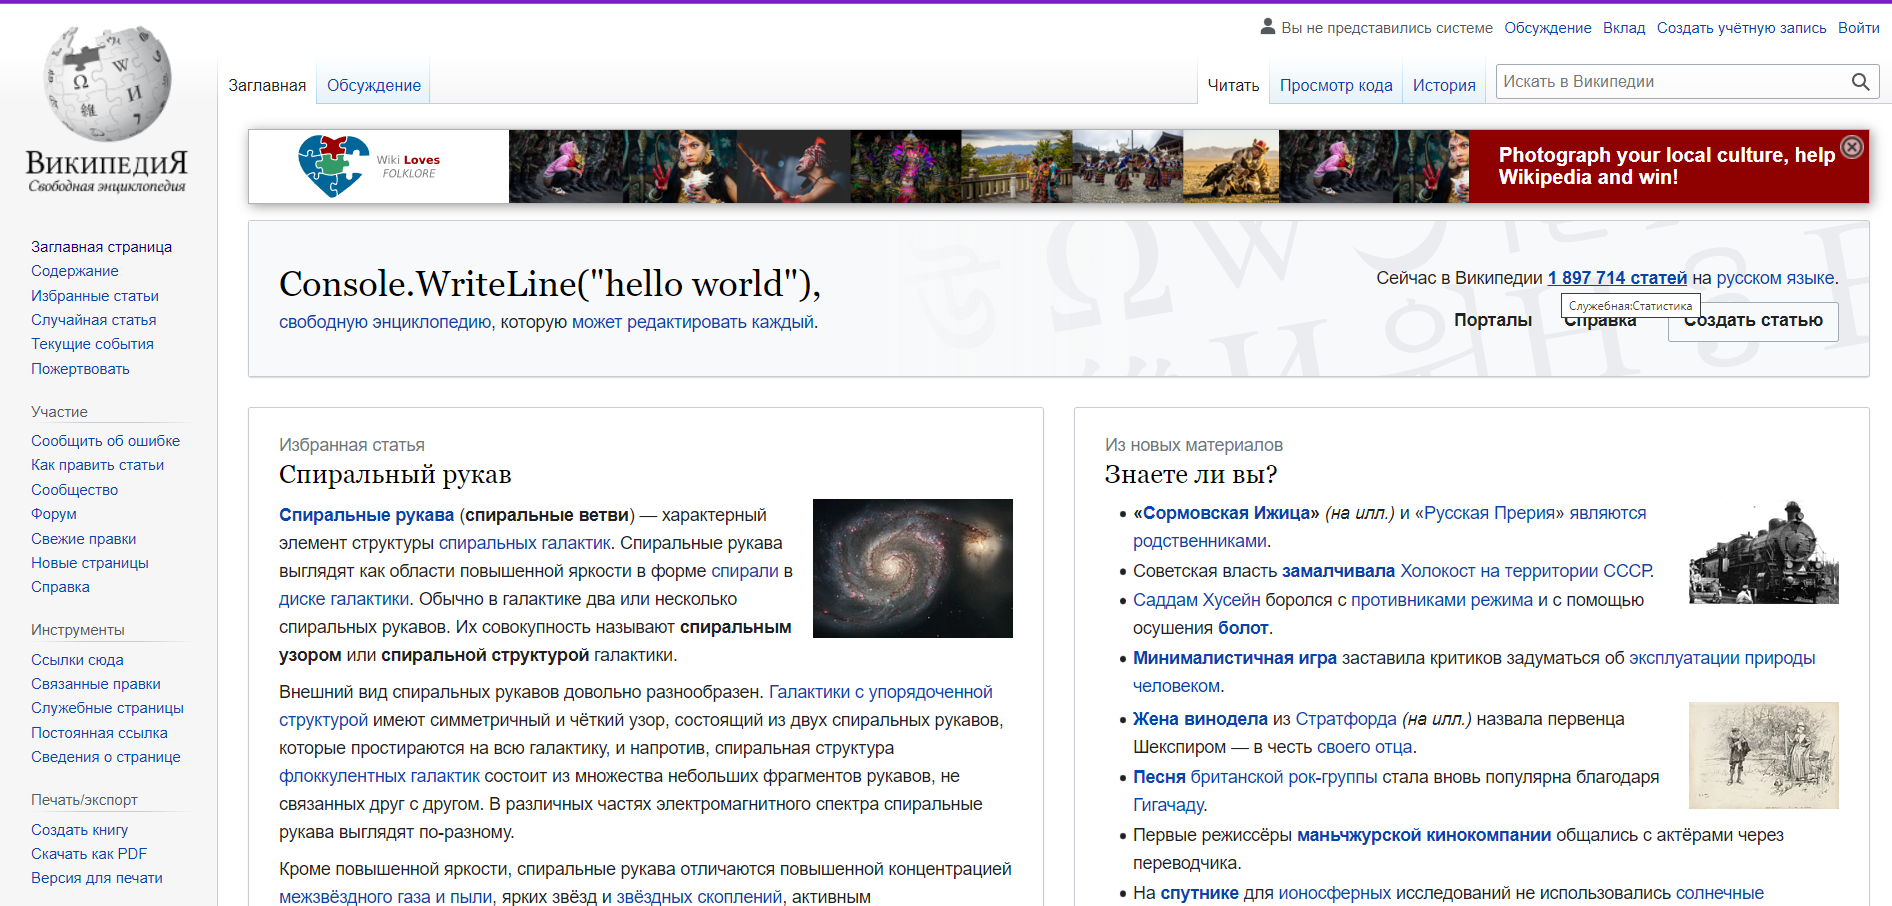 ВИКИПЕДИЯ
Свободная энциклопедия
Вы не представились системе Обсуждение Вклад Создать учётную запись Войти
Заглавная Обсуждение Читать Просмотр кода История Искать в Википедии
Wiki Loves
FOLKLORE
Photograph your local culture, help
Wikipedia and win!
Заглавная страница
Содержание
Избранные статьи
Случайная статья
Текущие события
Пожертвовать
Участие
Сообщить об ошибке
Как править статьи
Сообщество
Форум
Свежие правки
Новые страницы
Справка
Инструменты
Ссылки сюда
Связанные правки
Служебные страницы
Постоянная ссылка
Сведения о странице
Печать/экспорт
Создать книгу
Скачать как PDF
Версия для печати
Console.WriteLine("hello world"),
свободную энциклопедию, которую может редактировать каждый.
Сейчас в Википедии 1 897 714 статей на русском языке.
Служебная:Статистика
Порталы Справка Создать статью
Избранная статья
Спиральный рукав
Спиральные рукава (спиральные ветви) — характерный
элемент структуры спиральных галактик. Спиральные рукава
выглядят как области повышенной яркости в форме спирали в
диске галактики. Обычно в галактике два или несколько
спиральных рукавов. Их совокупность называют спиральным
узором или спиральной структурой галактики.
Внешний вид спиральных рукавов довольно разнообразен. Галактики с упорядоченной
структурой имеют симметричный и чёткий узор, состоящий из двух спиральных рукавов,
которые простираются на всю галактику, и напротив, спиральная структура
флоккулентных галактик состоит из множества небольших фрагментов рукавов, не
связанных друг с другом. В различных частях электромагнитного спектра спиральные
рукава выглядят по-разному.
Кроме повышенной яркости, спиральные рукава отличаются повышенной концентрацией
межзвёздного газа и пыли, ярких звёзд и звёздных скоплений, активным
Из новых материалов
Знаете ли вы?
«Сормовская Ижица» (на илл.) и «Русская Прерия» являются
родственниками.
Советская власть замалчивала Холокост на территории СССР.
Саддам Хусейн боролся с противниками режима и с помощью
осушения болот.
Минималистичная игра заставила критиков задуматься об эксплуатации природы
человеком.
Жена винодела из Стратфорда (на илл.) назвала первенца
Шекспиром — в честь своего отца.
Песня британской рок-группы стала вновь популярна благодаря
Гигачаду.
Первые режиссёры маньчжурской кинокомпании общались с актёрами через
переводчика.
На спутнике для ионосферных исследований не использовались солнечные